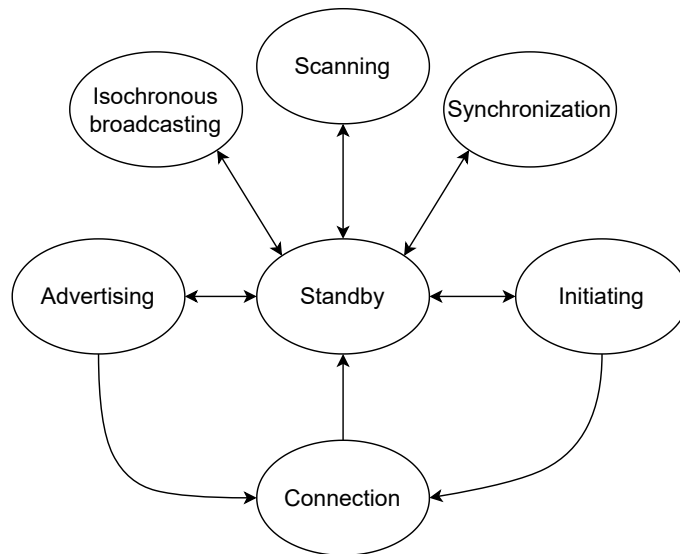 Scanning
Isochronous
broadcasting
Synchronization
Advertising
Standby
Initiating
Connection